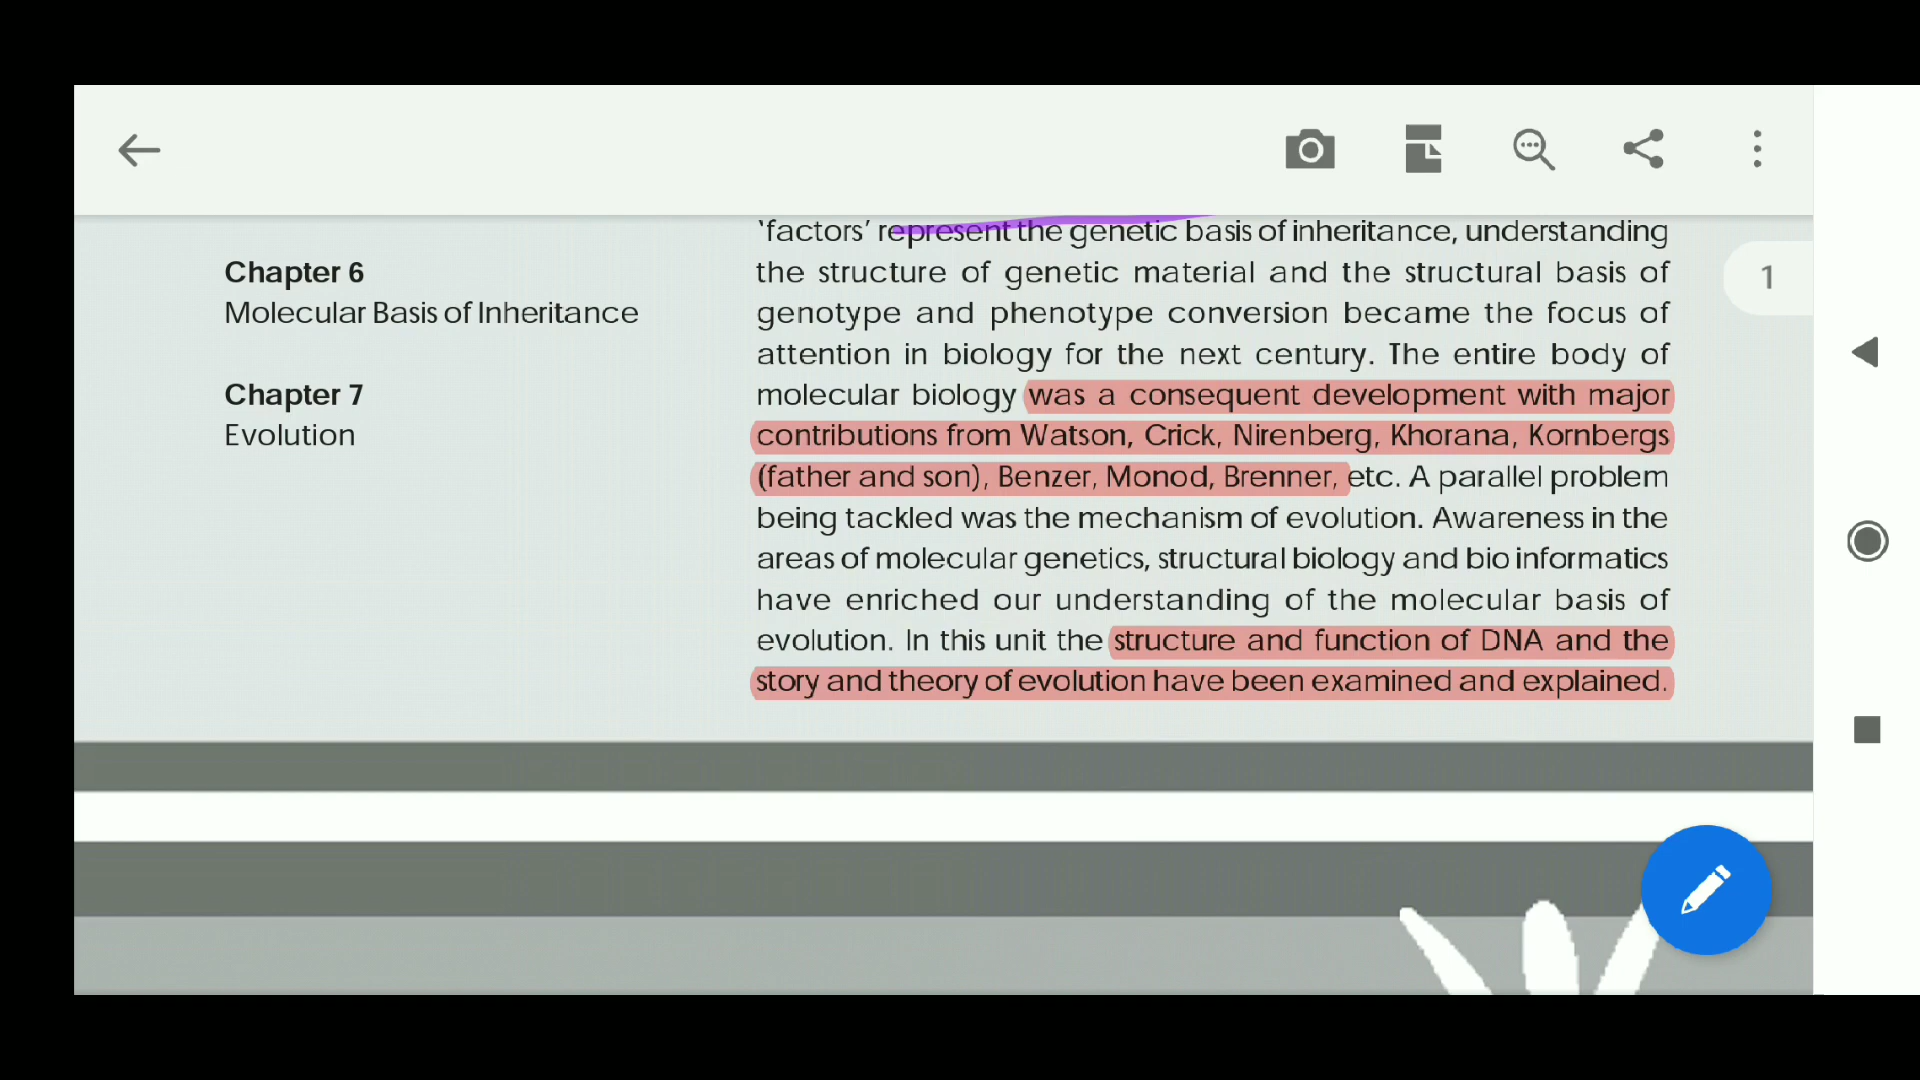 Chapter 6
Molecular Basis of Inheritance
Chapter 7
Evolution
‘factors’ represent the genetic basis of inheritance, understanding
the structure of genetic material and the structural basis of
genotype and phenotype conversion became the focus of
attention in biology for the next century. The entire body of
molecular biology was a consequent development with major
contributions from Watson, Crick, Nirenberg, Khorana, Kornbergs
(father and son), Benzer, Monod, Brenner, etc. A parallel problem
being tackled was the mechanism of evolution. Awareness in the
areas of molecular genetics, structural biology and bio informatics
have enriched our understanding of the molecular basis of
evolution. In this unit the structure and function of DNA and the
story and theory of evolution have been examined and explained.
1